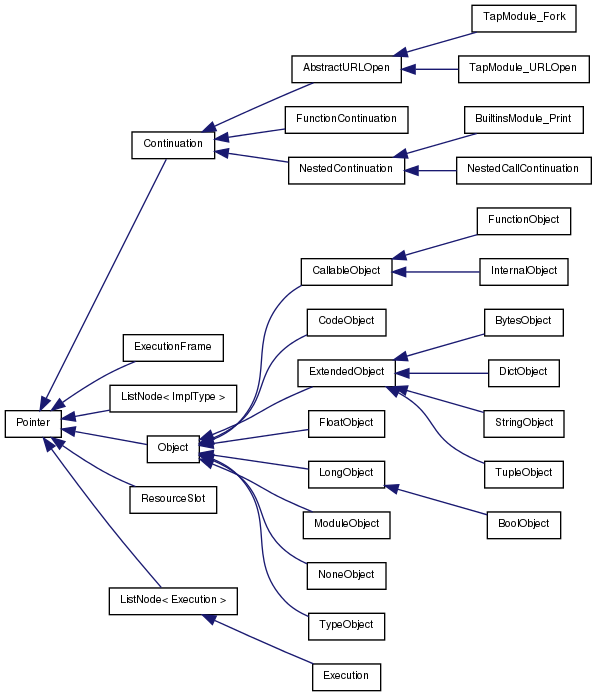 TapModule_Fork
AbstractURLOpen
TapModule_URLOpen
FunctionContinuation
BuiltinsModule_Print
Continuation
NestedContinuation
NestedCallContinuation
FunctionObject
CallableObject
InternalObject
CodeObject
BytesObject
ExecutionFrame
ExtendedObject
DictObject
ListNode< ImplType >
Pointer
FloatObject
StringObject
Object
LongObject
TupleObject
ResourceSlot
ModuleObject
BoolObject
NoneObject
ListNode< Execution >
TypeObject
Execution